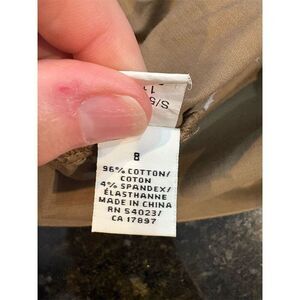 S/S
8
96% COTTON/
COTON
4% SPANDEX/
ÉLASTHANNE
MADE IN CHINA
RN 54023/
CA 17897